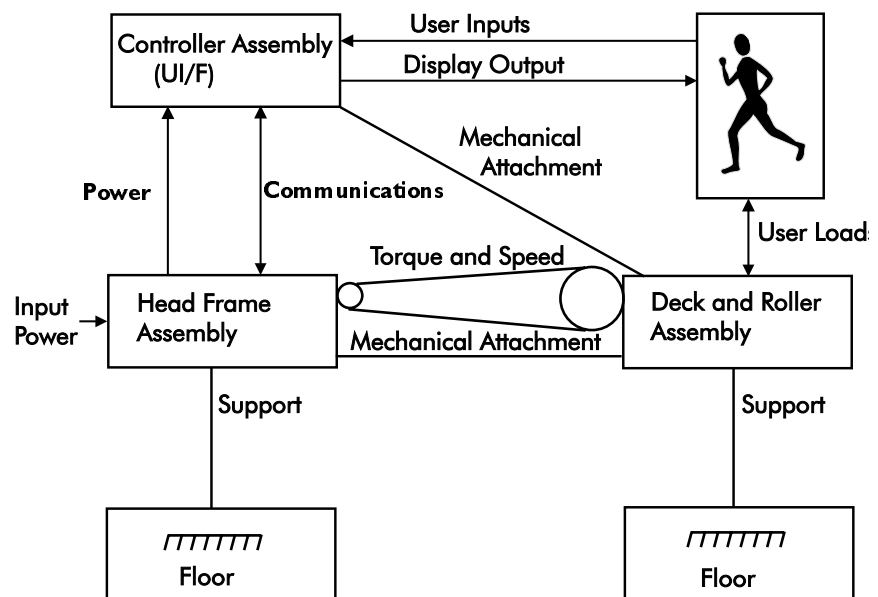 User Inputs
Controller Assembly
(UI/F)
Display Output
Mechanical
Attachment
Power
Communications
User Loads
Torque and Speed
Input
Power
Head Frame
Assembly
Deck and Roller
Assembly
Mechanical Attachment
Support
Support
Floor
Floor